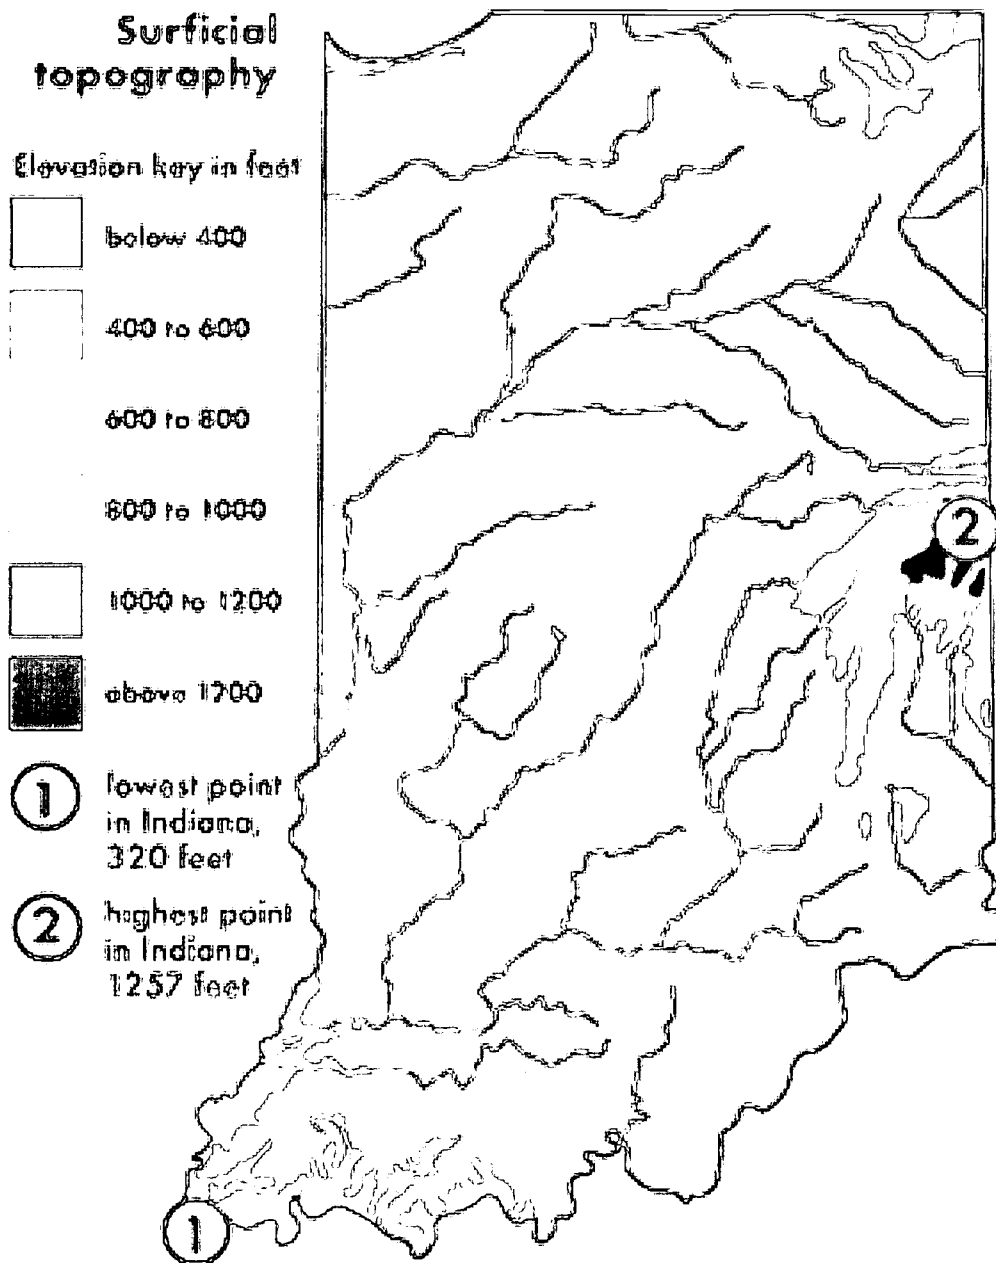 Surficial
topography
Elevation key in feet
below 400
400 to 600
600 to 800
800 to 1000
1000 to 1200
above 1200
1 lowest point
in Indiana,
320 feet
2 highest point
in Indiana,
1257 feet
2
1